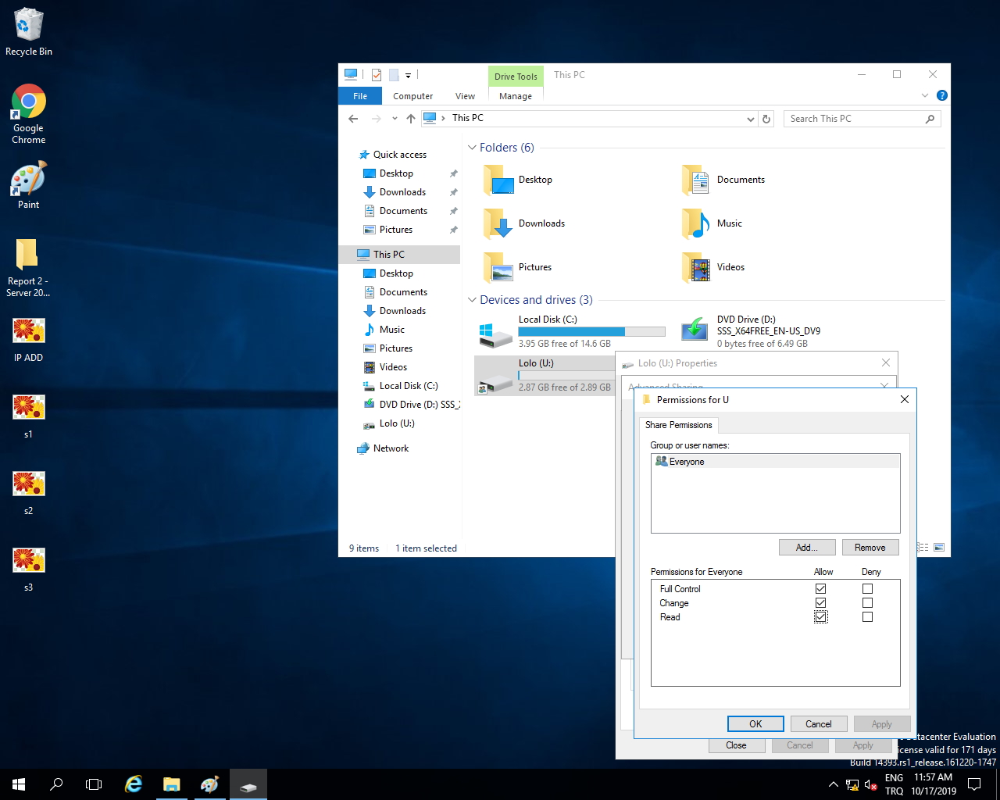 Recycle Bin
Google
Chrome
Paint
Report 2 -
Server 20...
IP ADD
s1
s2
s3
Drive Tools
This PC
File
Computer
View
Manage
This PC
Search This PC
Quick access
Desktop
Downloads
Documents
Pictures
This PC
Desktop
Documents
Downloads
Music
Pictures
Videos
Local Disk (C:)
DVD Drive (D:) SSS_
Lolo (U:)
Network
Folders (6)
Desktop
Documents
Downloads
Music
Pictures
Videos
Devices and drives (3)
Local Disk (C:)
3.95 GB free of 14.6 GB
DVD Drive (D:)
SSS_X64FREE_EN-US_DV9
0 bytes free of 6.49 GB
Lolo (U:)
2.87 GB free of 2.89 GB
9 items
1 item selected
Lolo (U:) Properties
Advanced Sharing
Permissions for U
Share Permissions
Group or user names:
Everyone
Add...
Remove
Permissions for Everyone
Allow
Deny
Full Control
Change
Read
OK
Cancel
Apply
Close
Cancel
Apply
Datacenter Evaluation
license valid for 171 days
Build 14393.rs1_release.161220-1747
ENG
TRQ
11:57 AM
10/17/2019